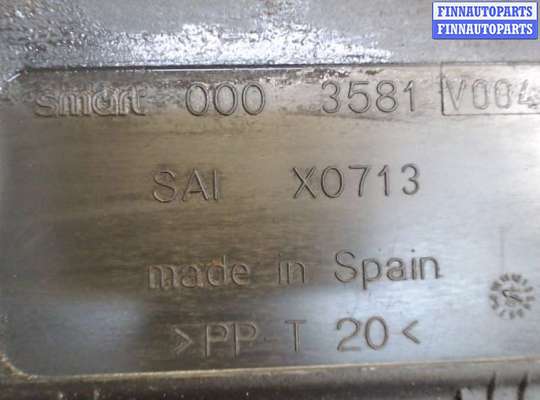 FINNAUTOPARTS
FINNAUTOPARTS
smart 000 3581 V004
SAI X0713
made in Spain
>PP-T 20<